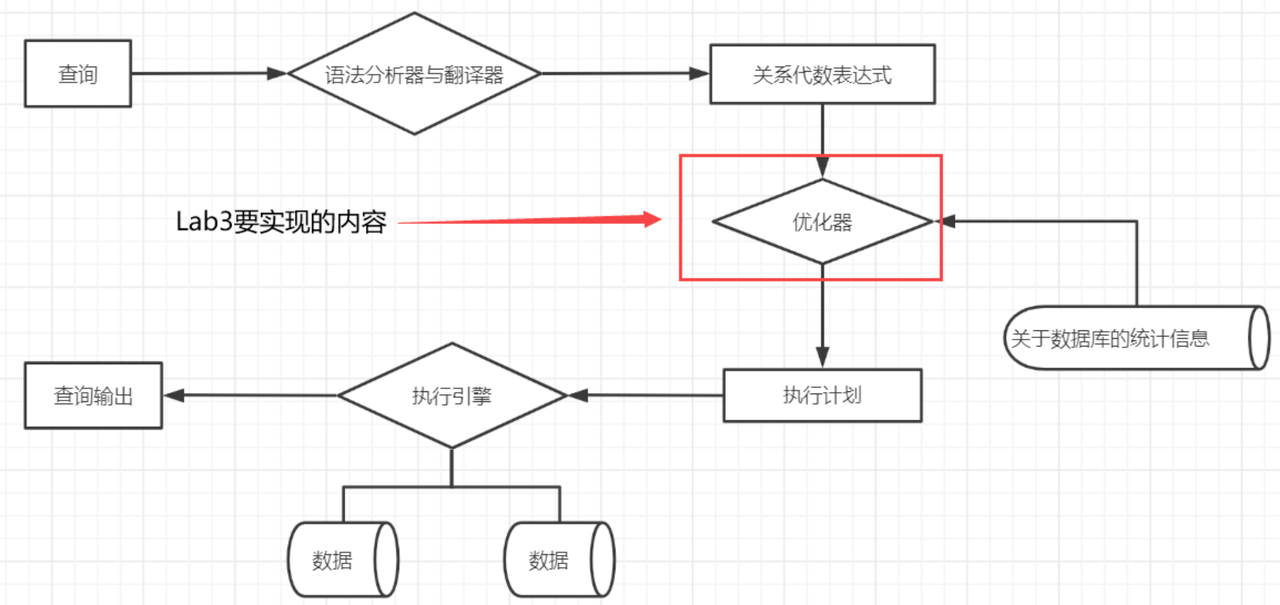 查询
语法分析器与翻译器
关系代数表达式
Lab3要实现的内容
优化器
关于数据库的统计信息
查询输出
执行引擎
执行计划
数据
数据